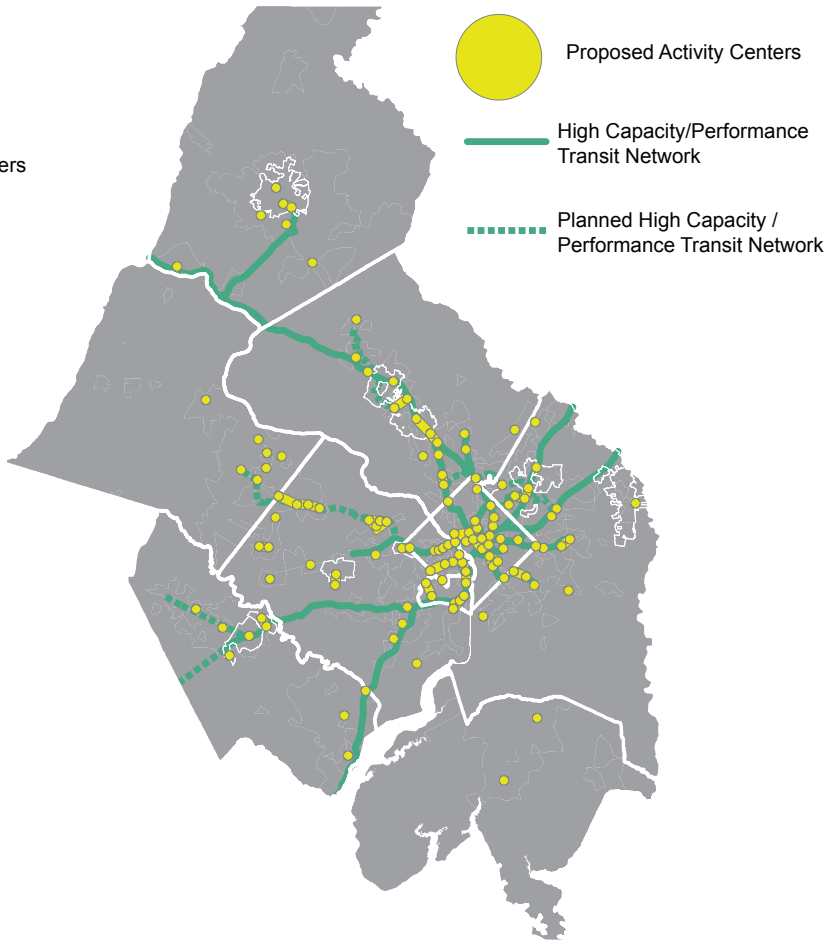 Proposed Activity Centers
High Capacity/Performance
Transit Network
ers
Planned High Capacity /
Performance Transit Network